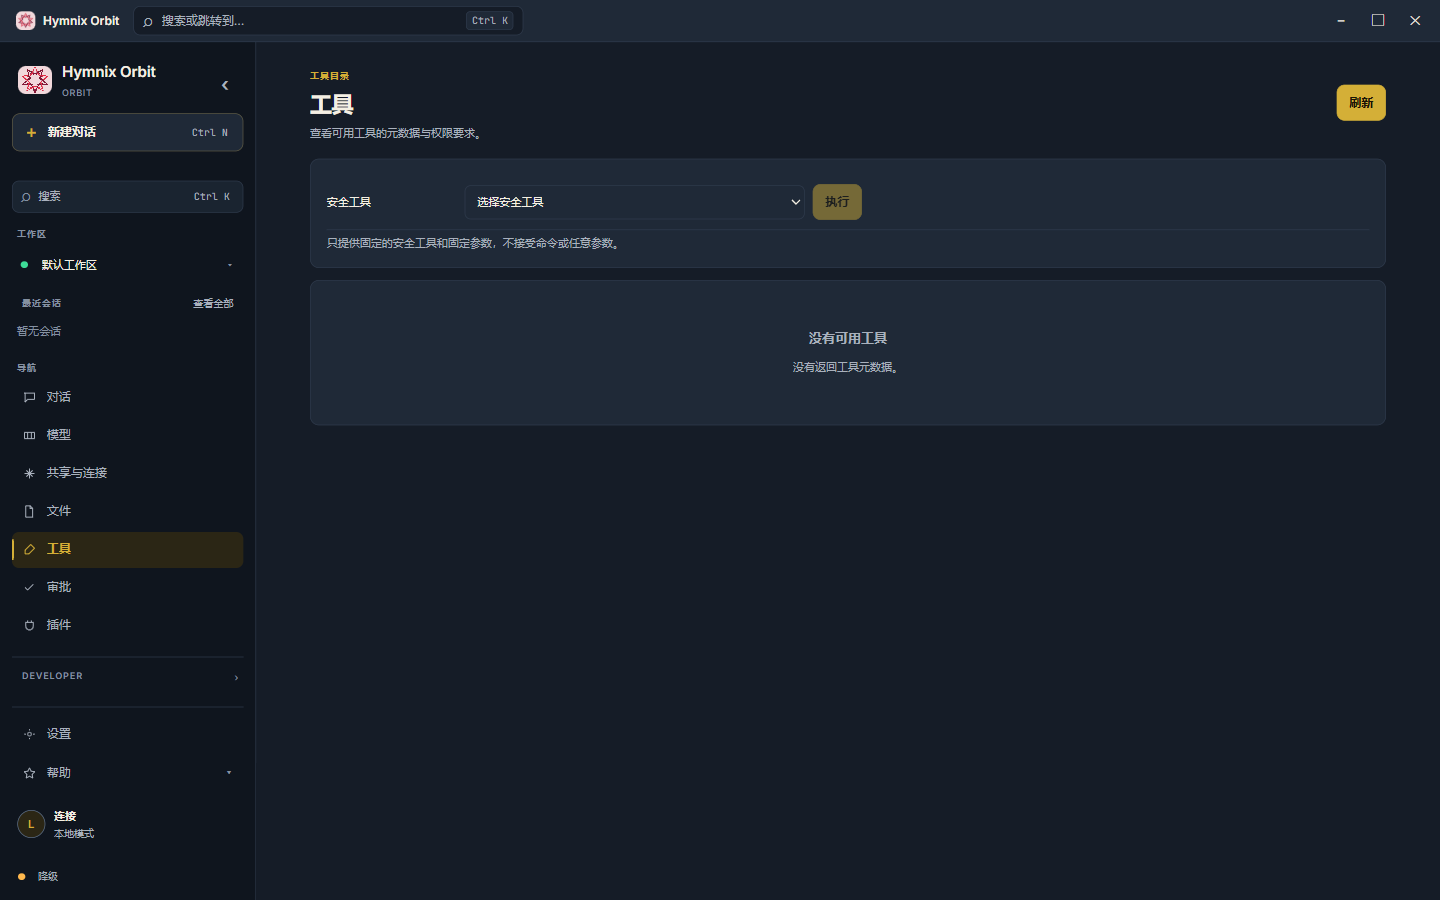 Hymnix Orbit
搜索或跳转到...
Ctrl K
Hymnix Orbit
ORBIT
新建对话
Ctrl N
搜索
Ctrl K
工作区
默认工作区
最近会话
查看全部
暂无会话
导航
对话
模型
共享与连接
文件
工具
审批
插件
DEVELOPER
设置
帮助
L
连接
本地模式
降级
工具目录
工具
查看可用工具的元数据与权限要求。
刷新
安全工具
选择安全工具
执行
只提供固定的安全工具和固定参数，不接受命令或任意参数。
没有可用工具
没有返回工具元数据。